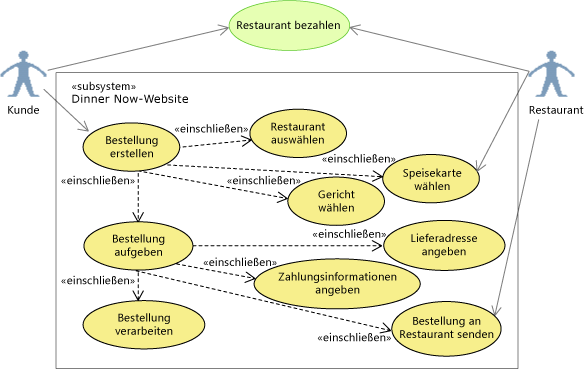 Restaurant bezahlen
Kunde
Restaurant
«subsystem»
Dinner Now-Website
Bestellung
erstellen
«einschließen»
Restaurant
auswählen
«einschließen»
Speisekarte
wählen
«einschließen»
«einschließen»
Gericht
wählen
Bestellung
aufgeben
«einschließen»
Lieferadresse
angeben
«einschließen»
Zahlungsinformationen
angeben
«einschließen»
Bestellung
verarbeiten
«einschließen»
Bestellung an
Restaurant senden